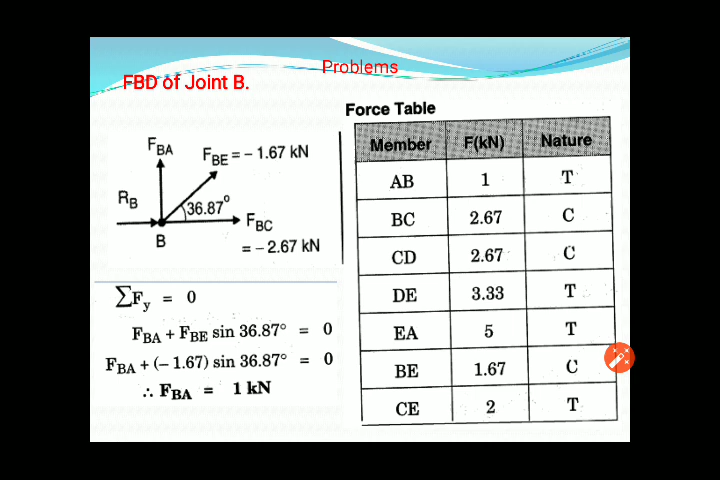 Problems
FBD of Joint B.
F_BA
F_BE = – 1.67 kN
R_B
36.87°
F_BC
= – 2.67 kN
B
∑F_y = 0
F_BA + F_BE sin 36.87° = 0
F_BA + (– 1.67) sin 36.87° = 0
∴ F_BA = 1 kN
Force Table
Member F(kN) Nature
AB 1 T
BC 2.67 C
CD 2.67 C
DE 3.33 T
EA 5 T
BE 1.67 C
CE 2 T